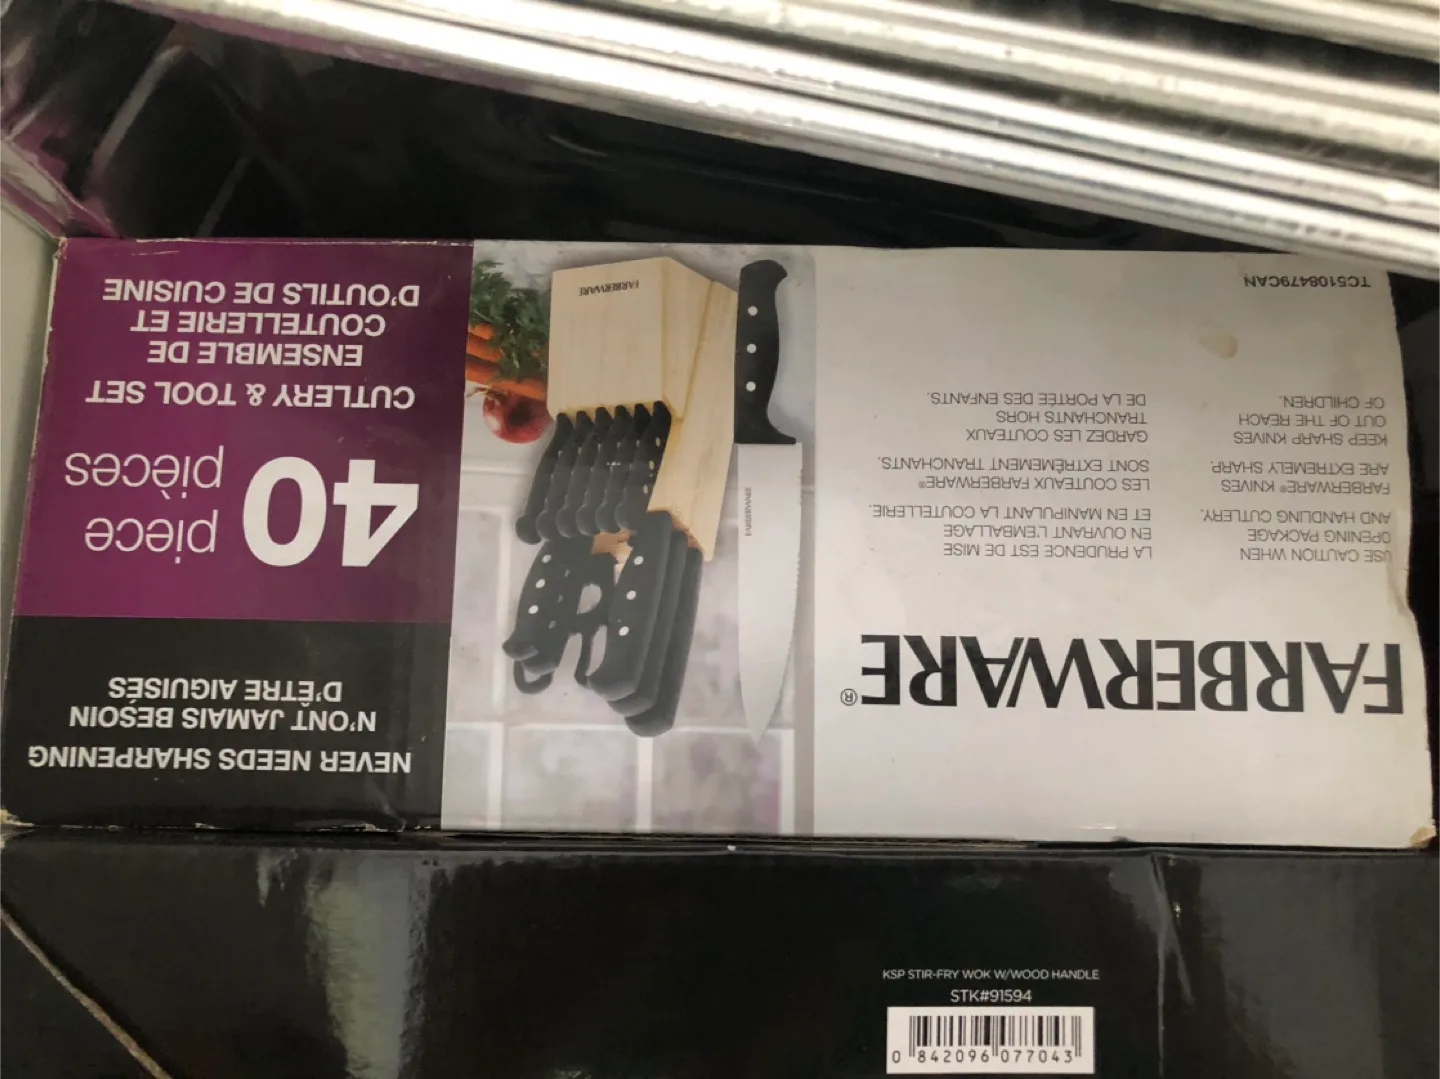 FARBERWARE®
USE CAUTION WHEN
OPENING PACKAGE
AND HANDLING CUTLERY.
FARBERWARE® KNIVES
ARE EXTREMELY SHARP.
KEEP SHARP KNIVES
OUT OF THE REACH
OF CHILDREN.
LA PRUDENCE EST DE MISE
EN OUVRANT L'EMBALLAGE
ET EN MANIPULANT LA COUTELLERIE.
LES COUTEAUX FARBERWARE®
SONT EXTRÊMEMENT TRANCHANTS.
GARDEZ LES COUTEAUX
TRANCHANTS HORS
DE LA PORTÉE DES ENFANTS.
TC5108479CAN
FARBERWARE
FARBERWARE
NEVER NEEDS SHARPENING
N'ONT JAMAIS BESOIN
D'ÊTRE AIGUISÉS
40 piece
pièces
CUTLERY & TOOL SET
ENSEMBLE DE
COUTELLERIE ET
D'OUTILS DE CUISINE
KSP STIR-FRY WOK W/WOOD HANDLE
STK#91594
0 842096 077043